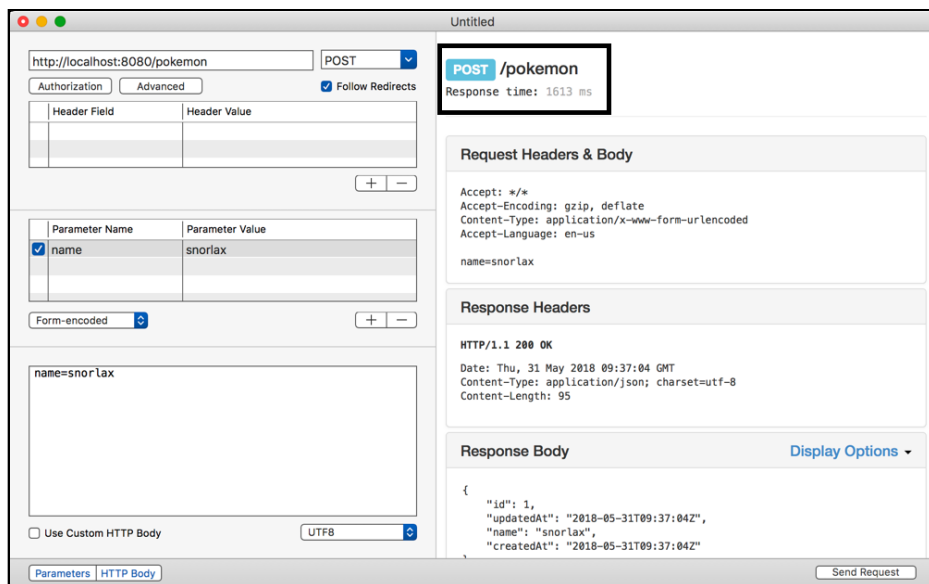 Untitled
http://localhost:8080/pokemon
POST
Authorization
Advanced
Follow Redirects
Header Field
Header Value
+
−
Parameter Name
Parameter Value
name
snorlax
Form-encoded
+
−
name=snorlax
Use Custom HTTP Body
UTF8
Parameters
HTTP Body
POST /pokemon
Response time: 1613 ms
Request Headers & Body
Accept: */*
Accept-Encoding: gzip, deflate
Content-Type: application/x-www-form-urlencoded
Accept-Language: en-us
name=snorlax
Response Headers
HTTP/1.1 200 OK
Date: Thu, 31 May 2018 09:37:04 GMT
Content-Type: application/json; charset=utf-8
Content-Length: 95
Response Body
Display Options
{
"id": 1,
"updatedAt": "2018-05-31T09:37:04Z",
"name": "snorlax",
"createdAt": "2018-05-31T09:37:04Z"
Send Request